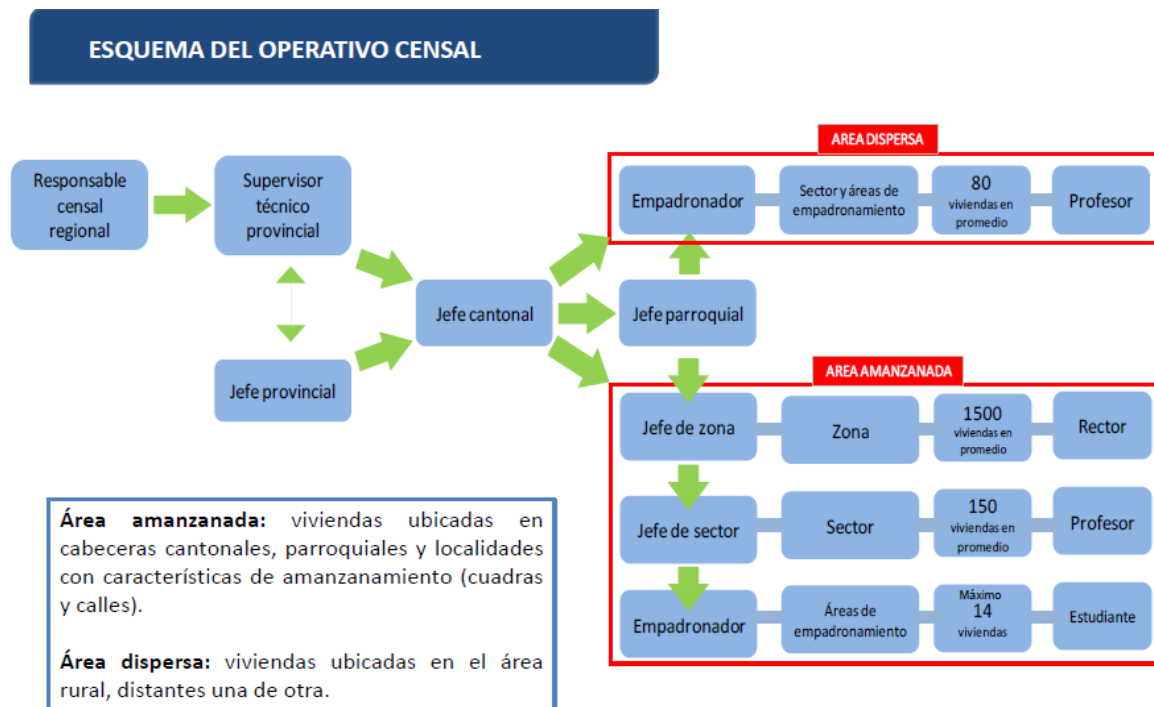 ESQUEMA DEL OPERATIVO CENSAL
Responsable
censal
regional
Supervisor
técnico
provincial
Jefe provincial
Jefe cantonal
Jefe parroquial
AREA DISPERSA
Empadronador
Sector y áreas de
empadronamiento
80
viviendas en
promedio
Profesor
AREA AMANZANADA
Jefe de zona
Zona
1500
viviendas en
promedio
Rector
Jefe de sector
Sector
150
viviendas en
promedio
Profesor
Empadronador
Áreas de
empadronamiento
Máximo
14
viviendas
Estudiante
Área amanzanada: viviendas ubicadas en
cabeceras cantonales, parroquiales y localidades
con características de amanzanamiento (cuadras
y calles).
Área dispersa: viviendas ubicadas en el área
rural, distantes una de otra.